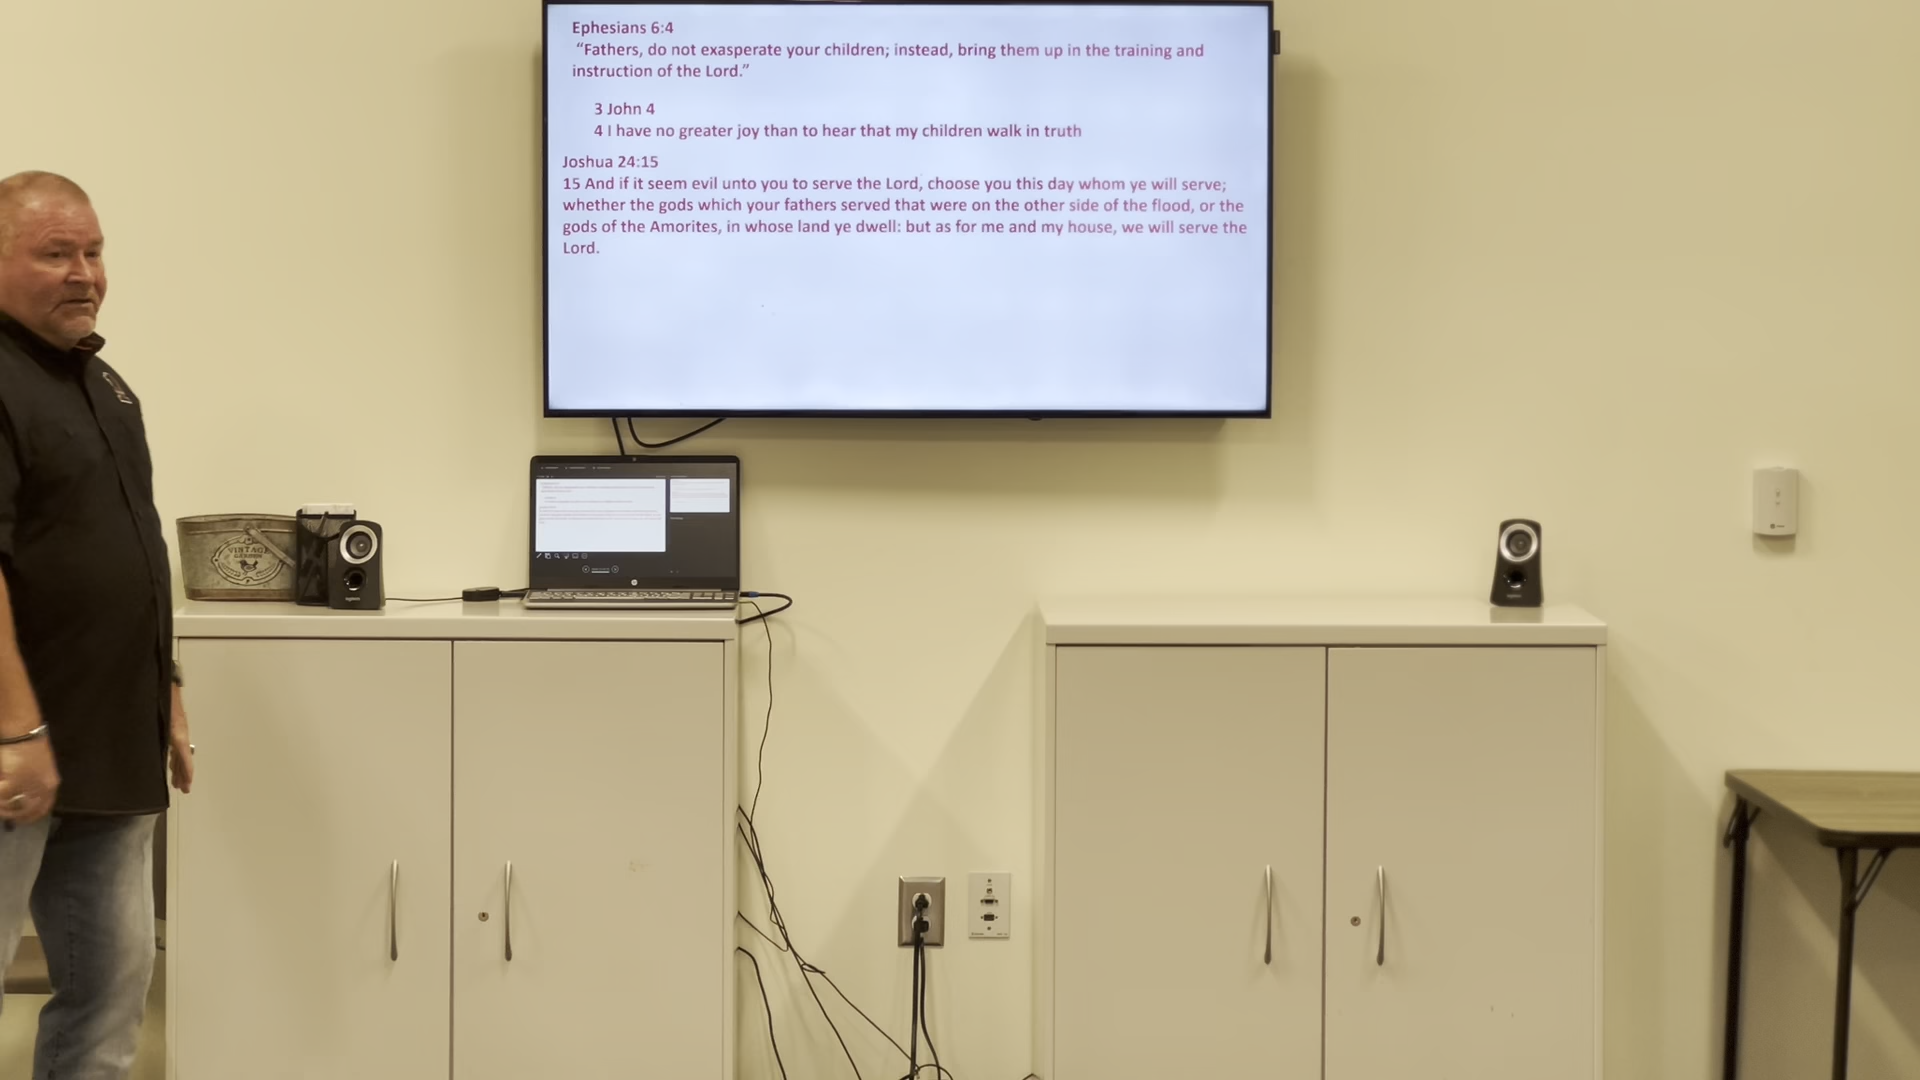 Ephesians 6:4
“Fathers, do not exasperate your children; instead, bring them up in the training and
instruction of the Lord.”
3 John 4
4 I have no greater joy than to hear that my children walk in truth
Joshua 24:15
15 And if it seem evil unto you to serve the Lord, choose you this day whom ye will serve;
whether the gods which your fathers served that were on the other side of the flood, or the
gods of the Amorites, in whose land ye dwell: but as for me and my house, we will serve the
Lord.
VINTAGE
GARDEN